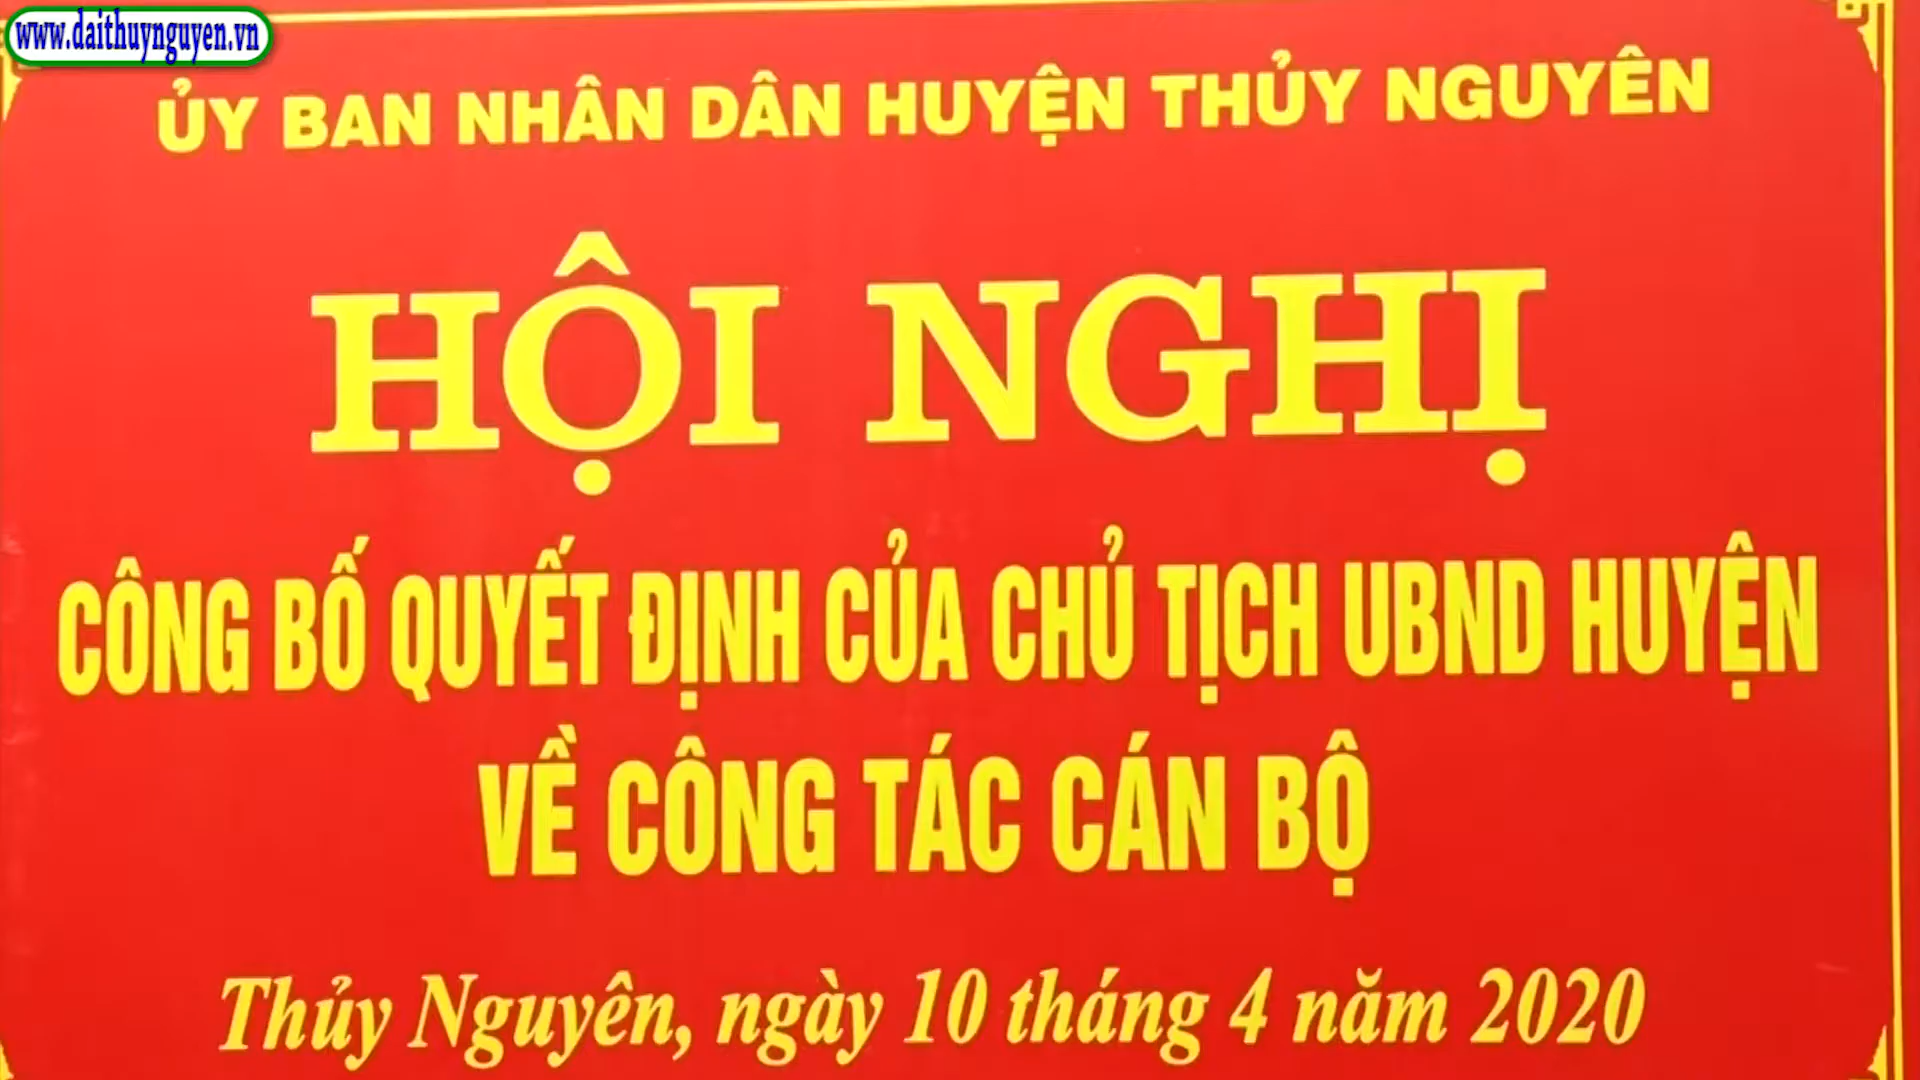 www.daithuynguyen.vn
ỦY BAN NHÂN DÂN HUYỆN THỦY NGUYÊN
HỘI NGHỊ
CÔNG BỐ QUYẾT ĐỊNH CỦA CHỦ TỊCH UBND HUYỆN
VỀ CÔNG TÁC CÁN BỘ
Thủy Nguyên, ngày 10 tháng 4 năm 2020